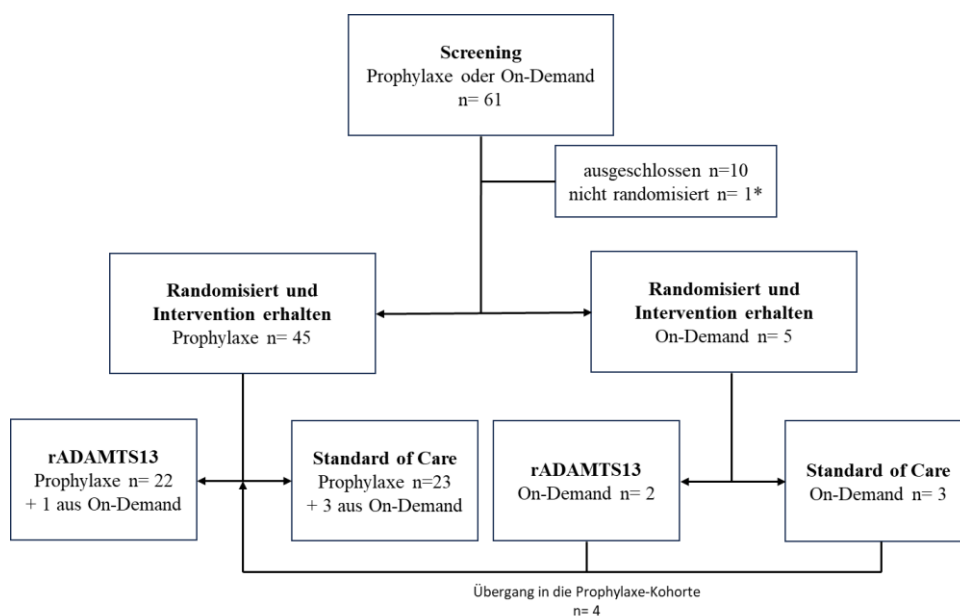 Screening
Prophylaxe oder On-Demand
n= 61
ausgeschlossen n=10
nicht randomisiert n= 1*
Randomisiert und
Intervention erhalten
Prophylaxe n= 45
Randomisiert und
Intervention erhalten
On-Demand n= 5
rADAMTS13
Prophylaxe n= 22
+ 1 aus On-Demand
Standard of Care
Prophylaxe n=23
+ 3 aus On-Demand
rADAMTS13
On-Demand n= 2
Standard of Care
On-Demand n= 3
Übergang in die Prophylaxe-Kohorte
n= 4